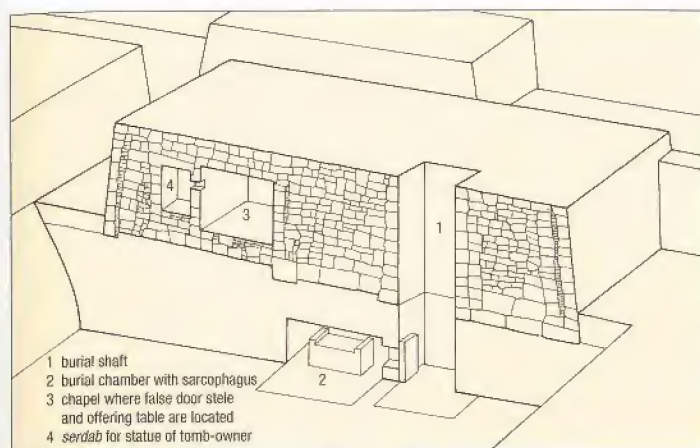 4
3
1
2
1 burial shaft
2 burial chamber with sarcophagus
3 chapel where false door stele
and offering table are located
4 serdab for statue of tomb-owner